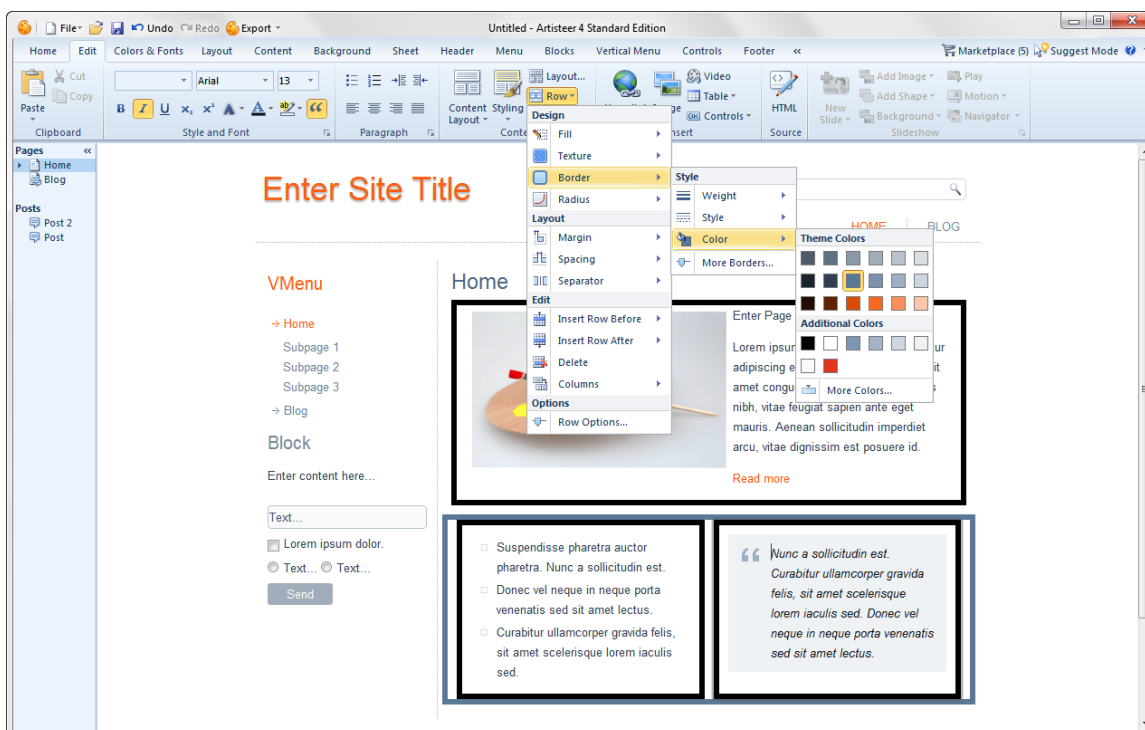 File Undo Redo Export Untitled - Artisteer 4 Standard Edition
Home Edit Colors & Fonts Layout Content Background Sheet Header Menu Blocks Vertical Menu Controls Footer « Marketplace (5) Suggest Mode
Paste
Cut
Copy
Clipboard
Arial 13
B I U x, x² A A ab
Style and Font
Paragraph
Content Layout
Styling
Layout...
Row
Video
Table
Controls
HTML
Source
New Slide
Add Image
Add Shape
Background
Play
Motion
Navigator
Slideshow
Pages «
Home
Blog
Posts
Post 2
Post
Enter Site Title
HOME BLOG
Design
Fill
Texture
Border
Radius
Layout
Margin
Spacing
Separator
Edit
Insert Row Before
Insert Row After
Delete
Columns
Options
Row Options...
Style
Weight
Style
Color
More Borders...
Theme Colors
Additional Colors
More Colors...
VMenu
Home
Subpage 1
Subpage 2
Subpage 3
Blog
Block
Enter content here...
Text...
Lorem ipsum dolor.
Text... Text...
Send
Home
Enter Page
Lorem
adipiscing
amet
nibh, vitae feugiat sapien ante eget
mauris. Aenean sollicitudin imperdiet
arcu, vitae dignissim est posuere id.
Read more
Suspendisse pharetra auctor
pharetra. Nunc a sollicitudin est.
Donec vel neque in neque porta
venenatis sed sit amet lectus.
Curabitur ullamcorper gravida felis,
sit amet scelerisque lorem iaculis
sed.
Nunc a sollicitudin est.
Curabitur ullamcorper gravida
felis, sit amet scelerisque
lorem iaculis sed. Donec vel
neque in neque porta venenatis
sed sit amet lectus.